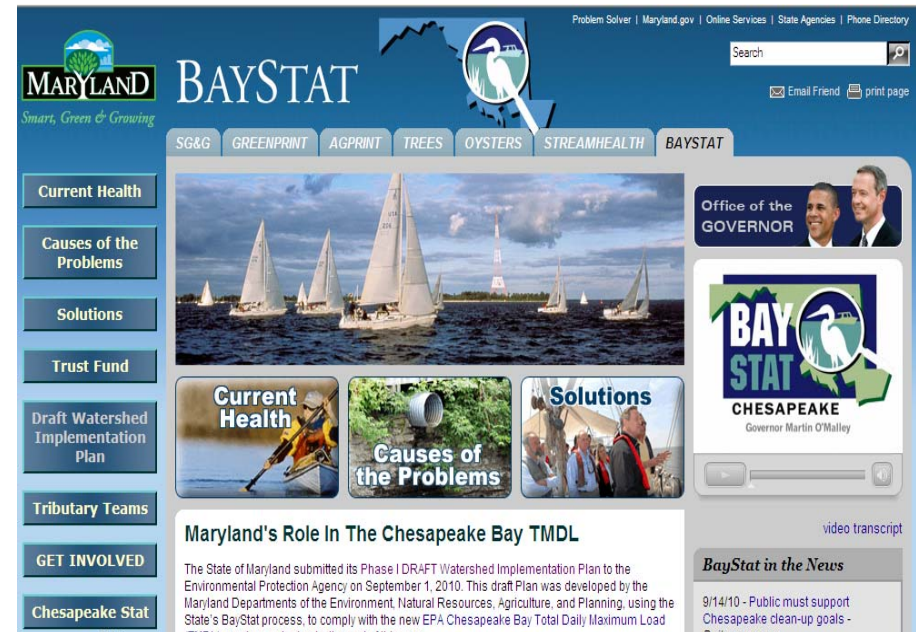 Problem Solver | Maryland.gov | Online Services | State Agencies | Phone Directory
Search
Email Friend print page
MARYLAND
Smart, Green & Growing
BAYSTAT
SG&G GREENPRINT AGPRINT TREES OYSTERS STREAMHEALTH BAYSTAT
Current Health
Causes of the
Problems
Solutions
Trust Fund
Draft Watershed
Implementation
Plan
Tributary Teams
GET INVOLVED
Chesapeake Stat
Office of the
GOVERNOR
Current
Health
Causes of
the Problems
Solutions
BAY
STAT
CHESAPEAKE
Governor Martin O'Malley
video transcript
Maryland's Role In The Chesapeake Bay TMDL
The State of Maryland submitted its Phase I DRAFT Watershed Implementation Plan to the
Environmental Protection Agency on September 1, 2010. This draft Plan was developed by the
Maryland Departments of the Environment, Natural Resources, Agriculture, and Planning, using the
State's BayStat process, to comply with the new EPA Chesapeake Bay Total Daily Maximum Load
BayStat in the News
9/14/10 - Public must support
Chesapeake clean-up goals -